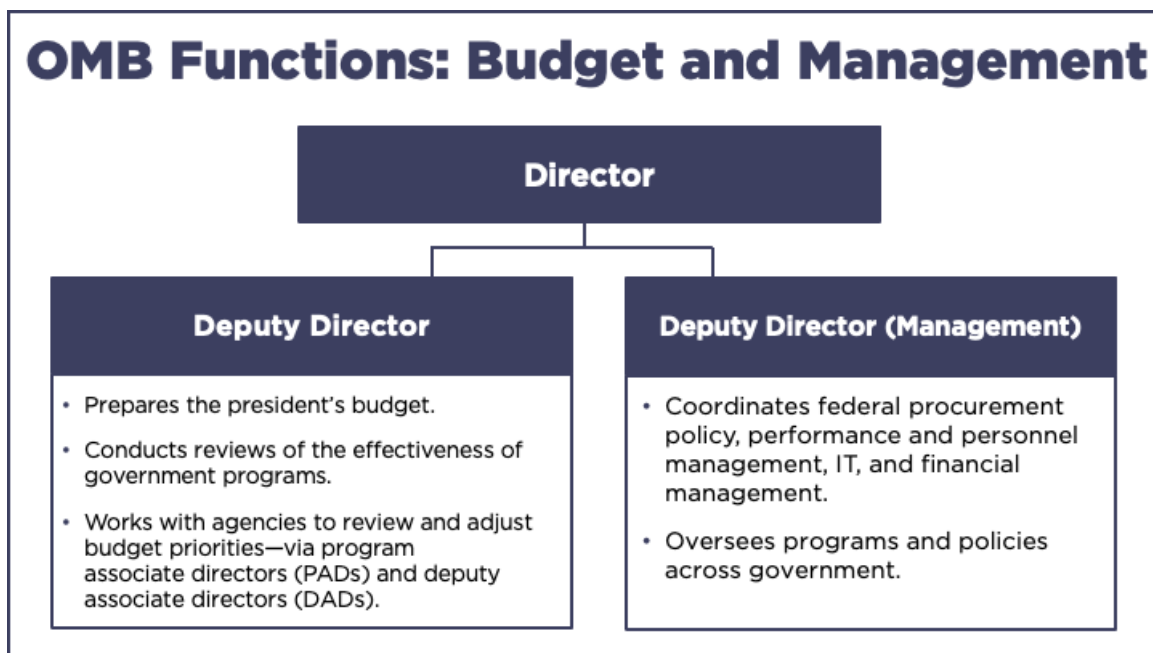 OMB Functions: Budget and Management
Director
Deputy Director
• Prepares the president’s budget.
• Conducts reviews of the effectiveness of
government programs.
• Works with agencies to review and adjust
budget priorities—via program
associate directors (PADs) and deputy
associate directors (DADs).
Deputy Director (Management)
• Coordinates federal procurement
policy, performance and personnel
management, IT, and financial
management.
• Oversees programs and policies
across government.